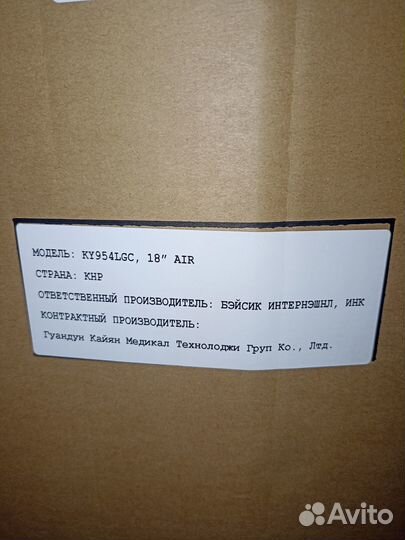 МОДЕЛЬ: KY954LGC, 18" AIR
СТРАНА: КНР
ОТВЕТСТВЕННЫЙ ПРОИЗВОДИТЕЛЬ: БЭЙСИК ИНТЕРНЭШНЛ, ИНК
КОНТРАКТНЫЙ ПРОИЗВОДИТЕЛЬ:
Гуандун Кайян Медикал Технолоджи Груп Ко., Лтд.
Avito